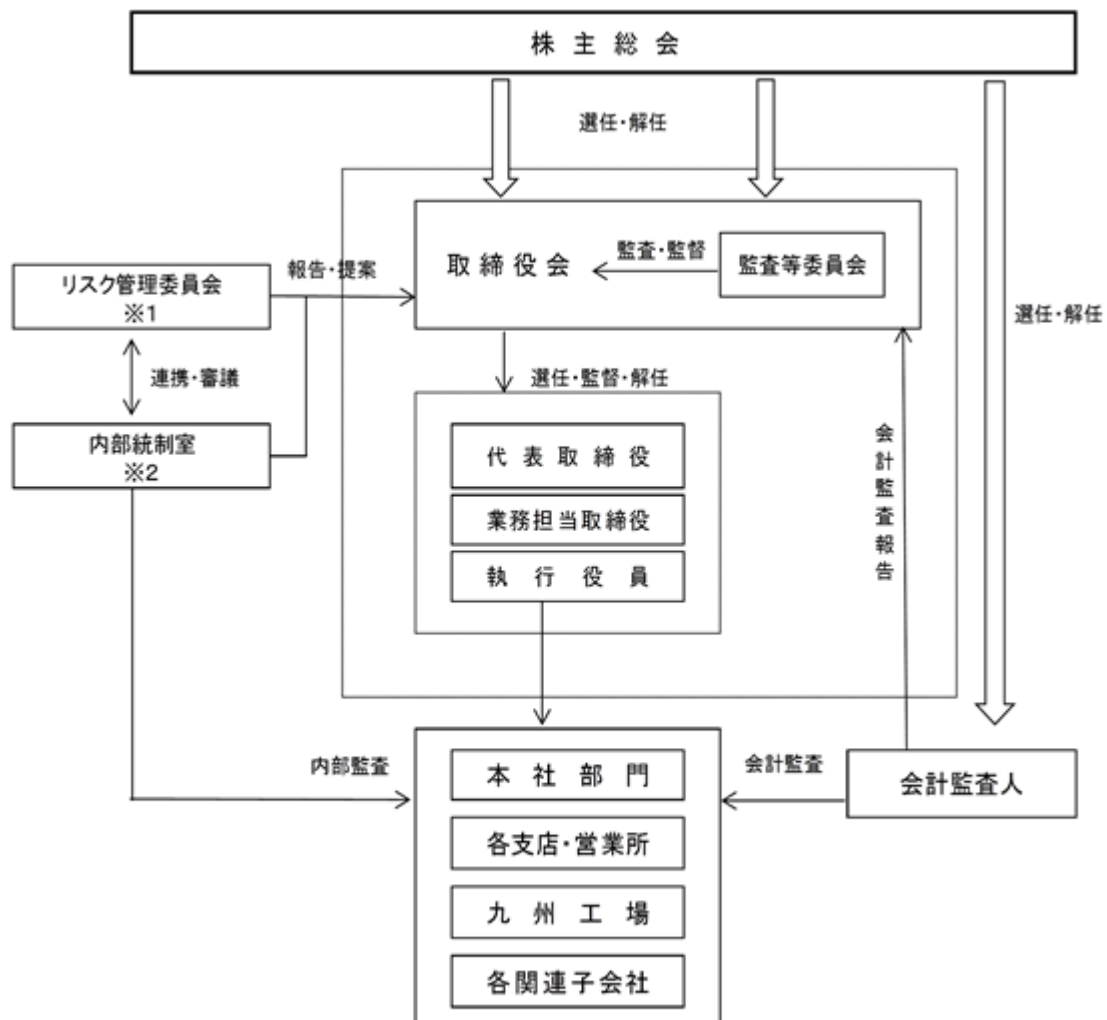 株主総会
選任・解任
取締役会
監査・監督
監査等委員会
リスク管理委員会
※1
報告・提案
選任・解任
連携・審議
選任・監督・解任
内部統制室
※2
代表取締役
業務担当取締役
執行役員
会計監査報告
内部監査
本社部門
会計監査
会計監査人
各支店・営業所
九州工場
各関連子会社